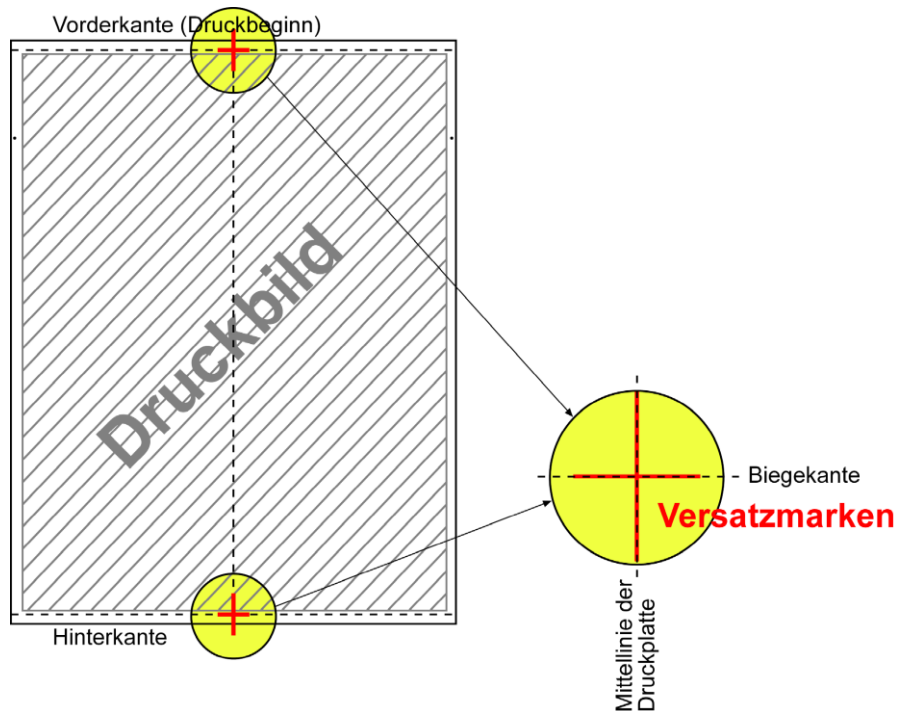 Vorderkante (Druckbeginn)
Druckbild
Biegekante
Versatzmarken
Hinterkante
Mittellinie der
Druckplatte